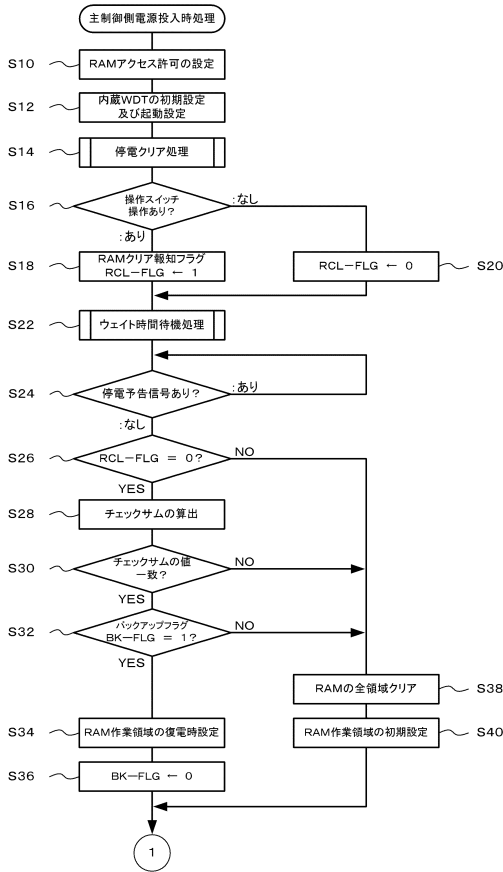 主制御側電源投入時処理
S10
RAMアクセス許可の設定
S12
内蔵WDTの初期設定
及び起動設定
S14
停電クリア処理
S16
操作スイッチ
操作あり?
:なし
:あり
S18
RAMクリア報知フラグ
RCL-FLG ← 1
RCL-FLG ← 0
S20
S22
ウェイト時間待機処理
S24
停電予告信号あり?
:あり
:なし
S26
RCL-FLG = 0?
NO
YES
S28
チェックサムの算出
S30
チェックサムの値
一致?
NO
YES
S32
バックアップフラグ
BK-FLG = 1?
NO
YES
RAMの全領域クリア
S38
S34
RAM作業領域の復電時設定
RAM作業領域の初期設定
S40
S36
BK-FLG ← 0
1